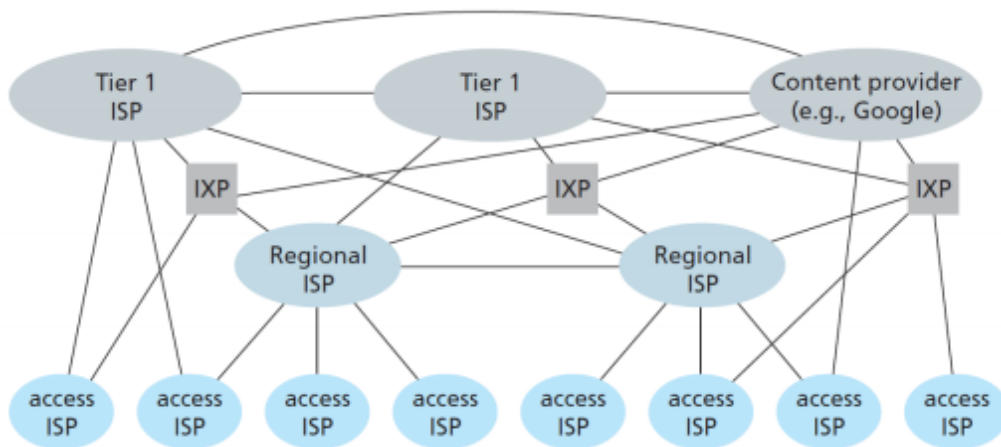 Tier 1
ISP
Tier 1
ISP
Content provider
(e.g., Google)
IXP
IXP
IXP
Regional
ISP
Regional
ISP
access
ISP
access
ISP
access
ISP
access
ISP
access
ISP
access
ISP
access
ISP
access
ISP